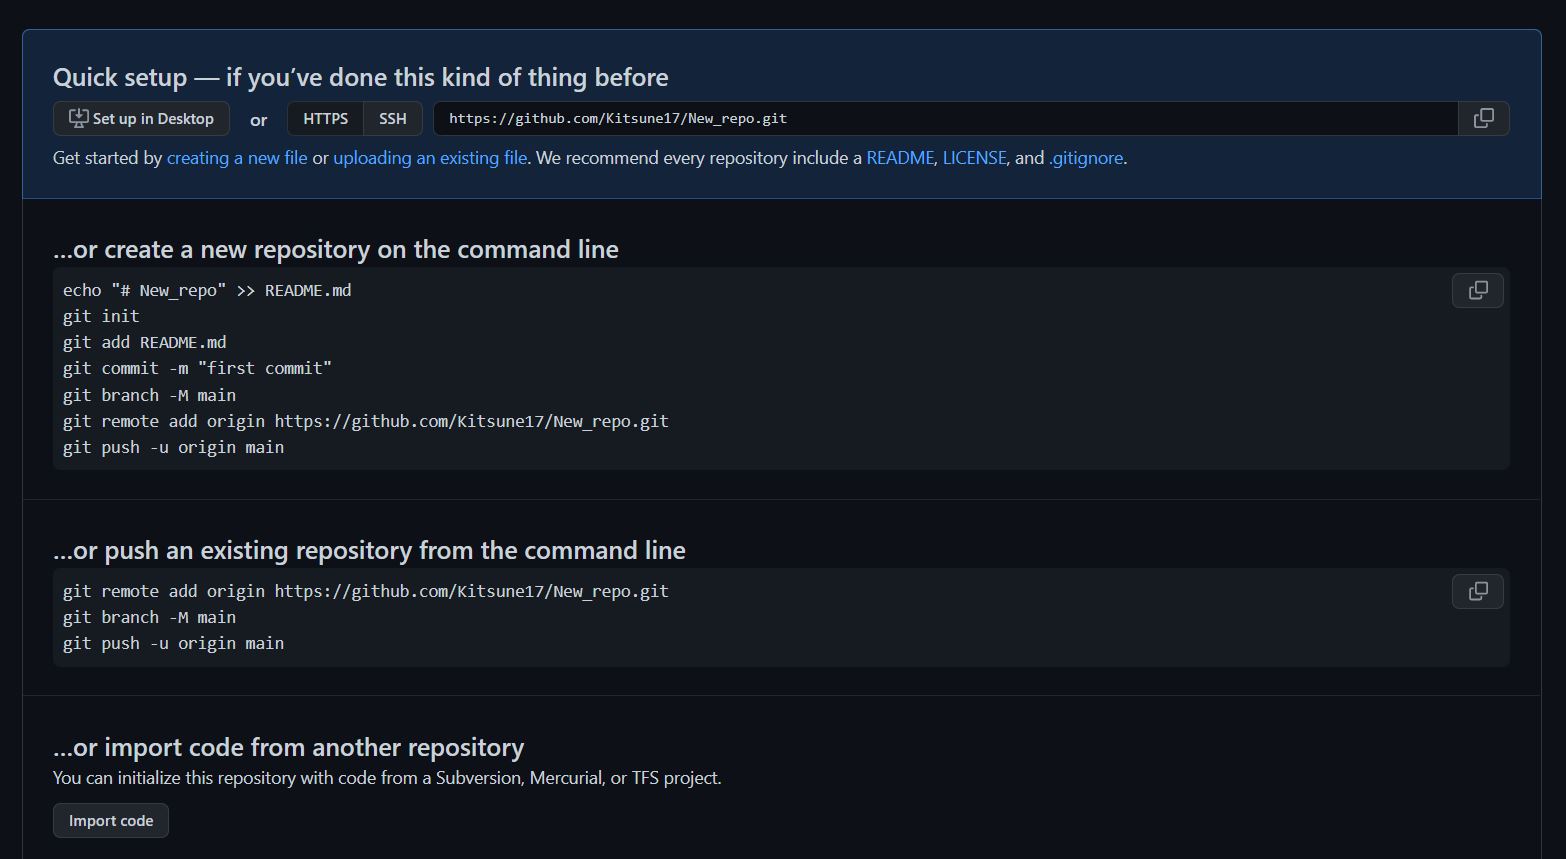 Quick setup — if you’ve done this kind of thing before
Set up in Desktop or HTTPS SSH https://github.com/Kitsune17/New_repo.git
Get started by creating a new file or uploading an existing file. We recommend every repository include a README, LICENSE, and .gitignore.
…or create a new repository on the command line
echo "# New_repo" >> README.md
git init
git add README.md
git commit -m "first commit"
git branch -M main
git remote add origin https://github.com/Kitsune17/New_repo.git
git push -u origin main
…or push an existing repository from the command line
git remote add origin https://github.com/Kitsune17/New_repo.git
git branch -M main
git push -u origin main
…or import code from another repository
You can initialize this repository with code from a Subversion, Mercurial, or TFS project.
Import code